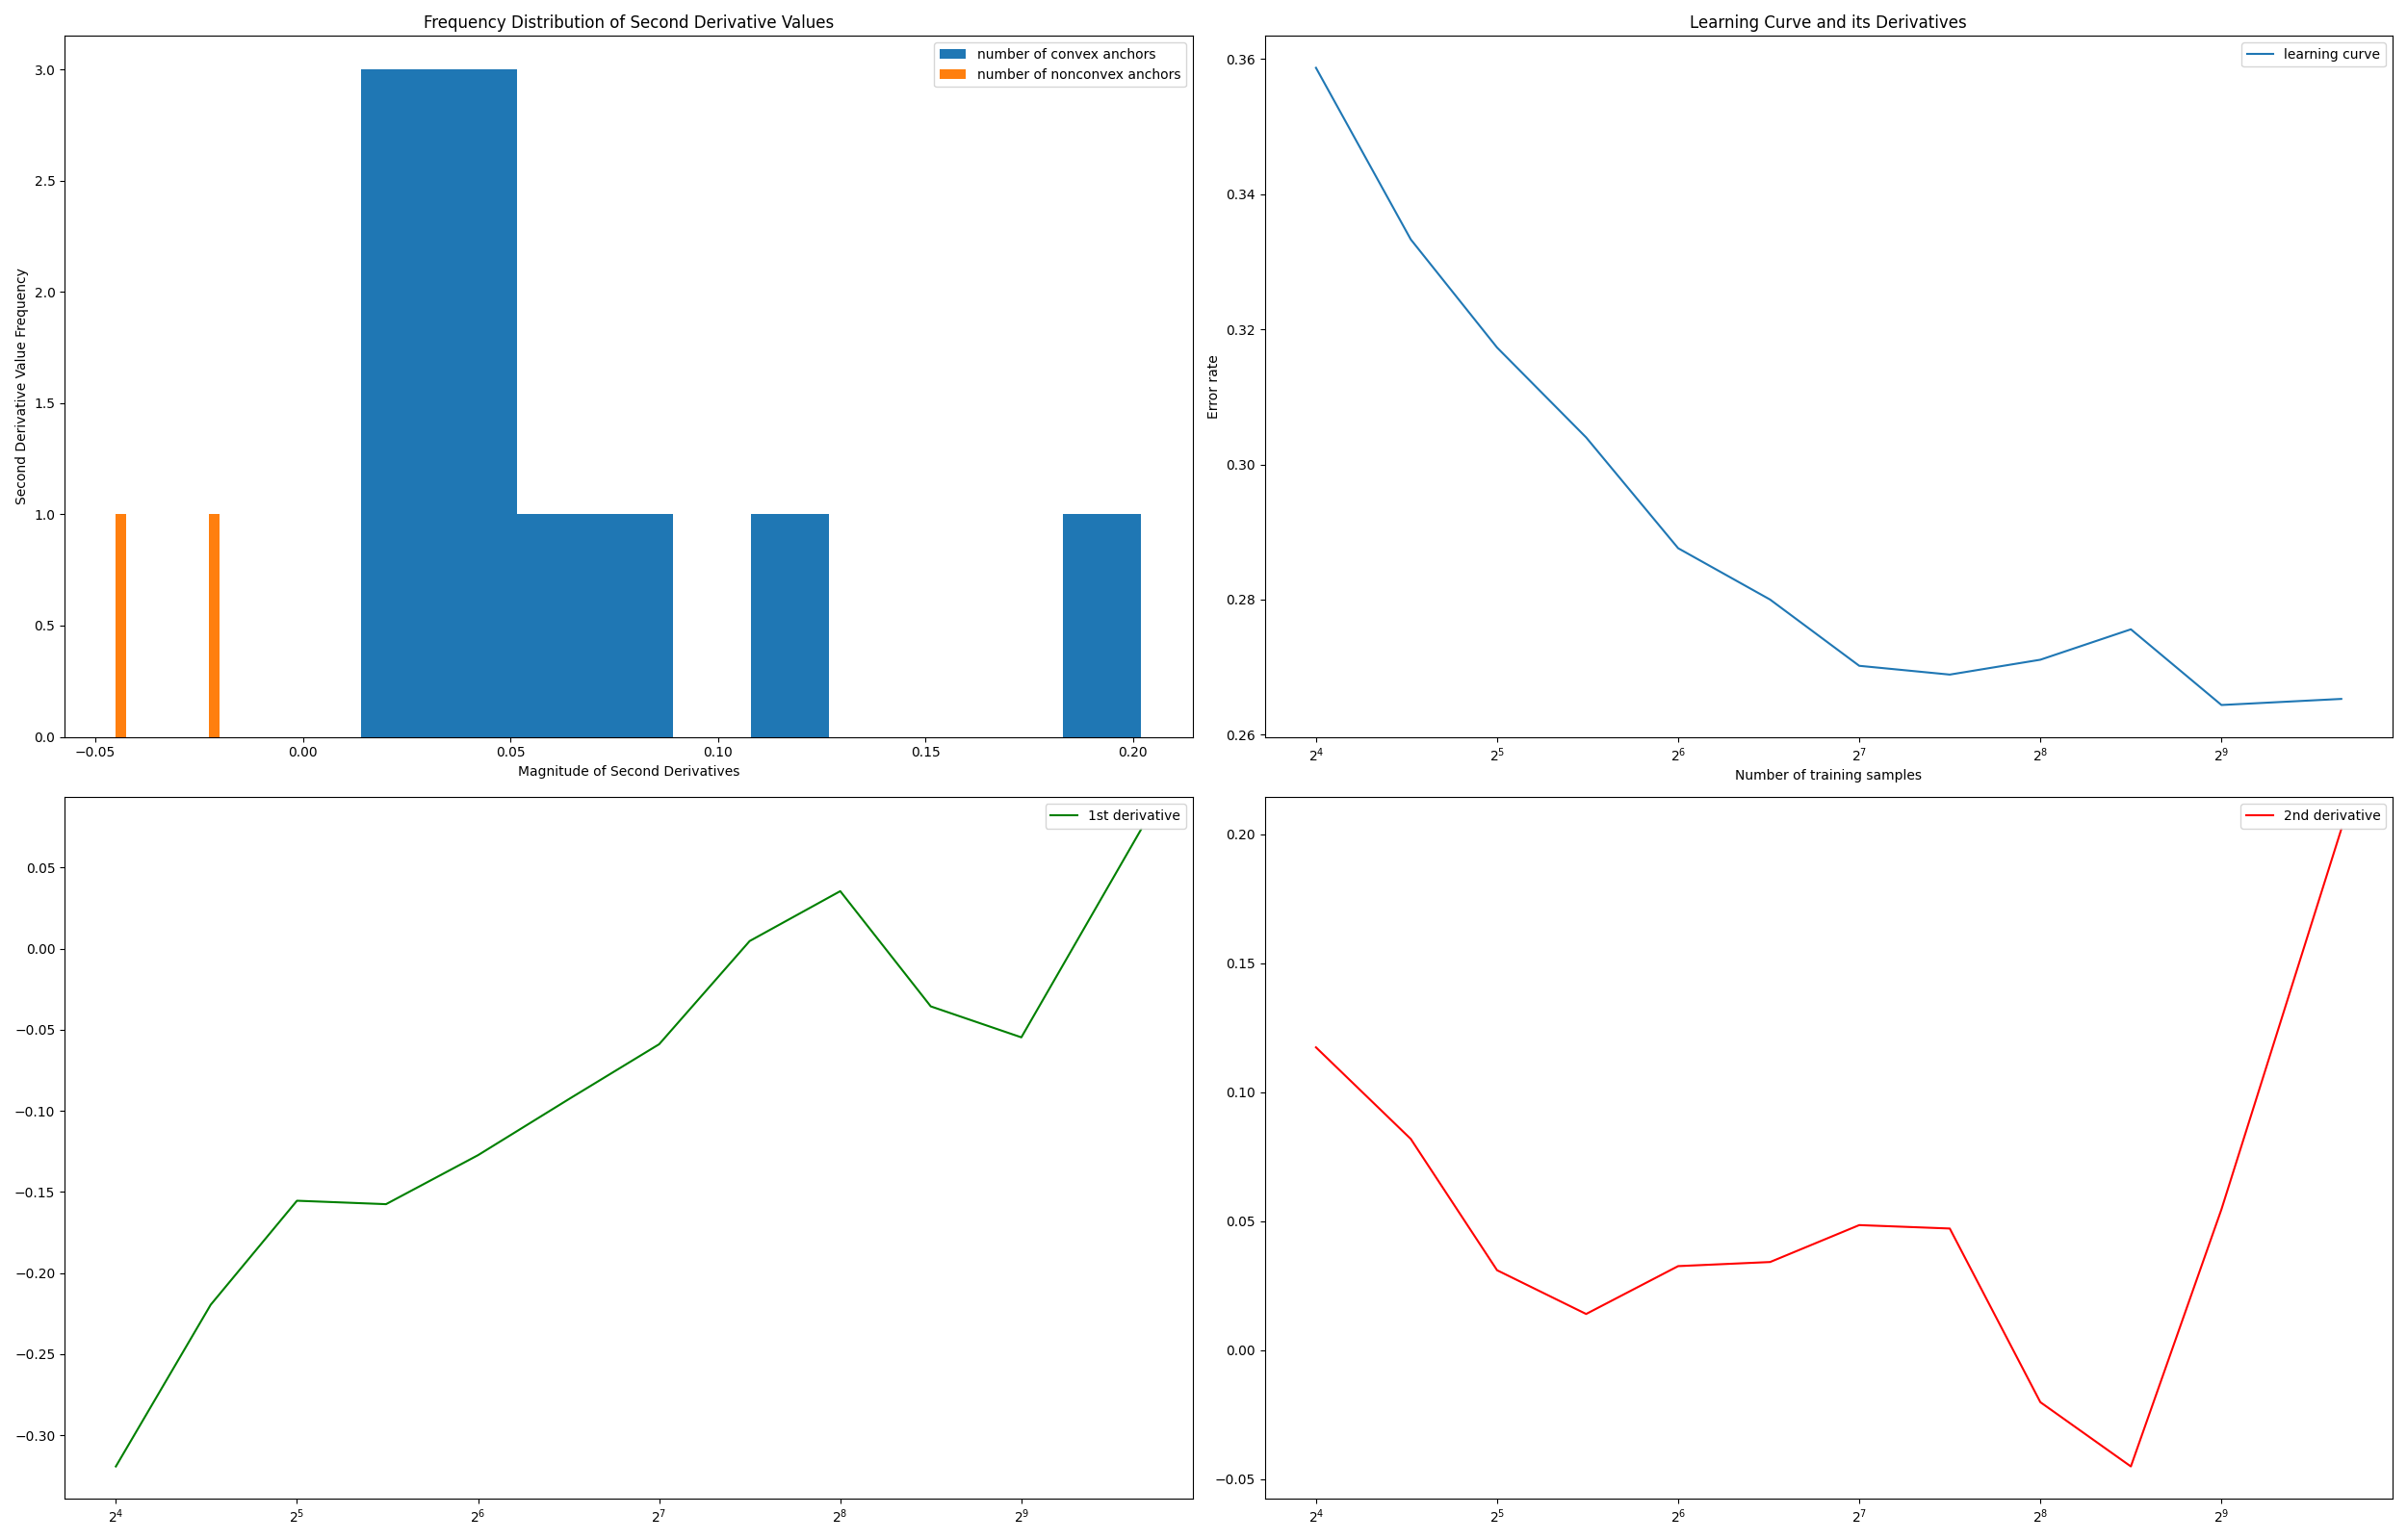 Frequency Distribution of Second Derivative Values
number of convex anchors
number of nonconvex anchors
Second Derivative Value Frequency
3.0
2.5
2.0
1.5
1.0
0.5
0.0
−0.05 0.00 0.05 0.10 0.15 0.20
Magnitude of Second Derivatives
Learning Curve and its Derivatives
learning curve
Error rate
0.36
0.34
0.32
0.30
0.28
0.26
2⁴ 2⁵ 2⁶ 2⁷ 2⁸ 2⁹
Number of training samples
1st derivative
0.05
0.00
−0.05
−0.10
−0.15
−0.20
−0.25
−0.30
2⁴ 2⁵ 2⁶ 2⁷ 2⁸ 2⁹
2nd derivative
0.20
0.15
0.10
0.05
0.00
−0.05
2⁴ 2⁵ 2⁶ 2⁷ 2⁸ 2⁹